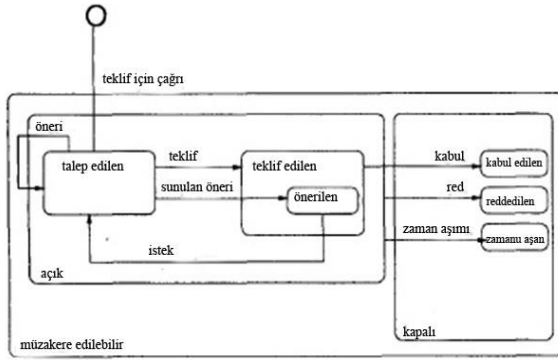 teklif için çağrı
öneri
talep edilen
teklif
sunulan öneri
teklif edilen
önerilen
istek
açık
kabul
kabul edilen
red
reddedilen
zaman aşımı
zamanu aşan
kapalı
müzakere edilebilir